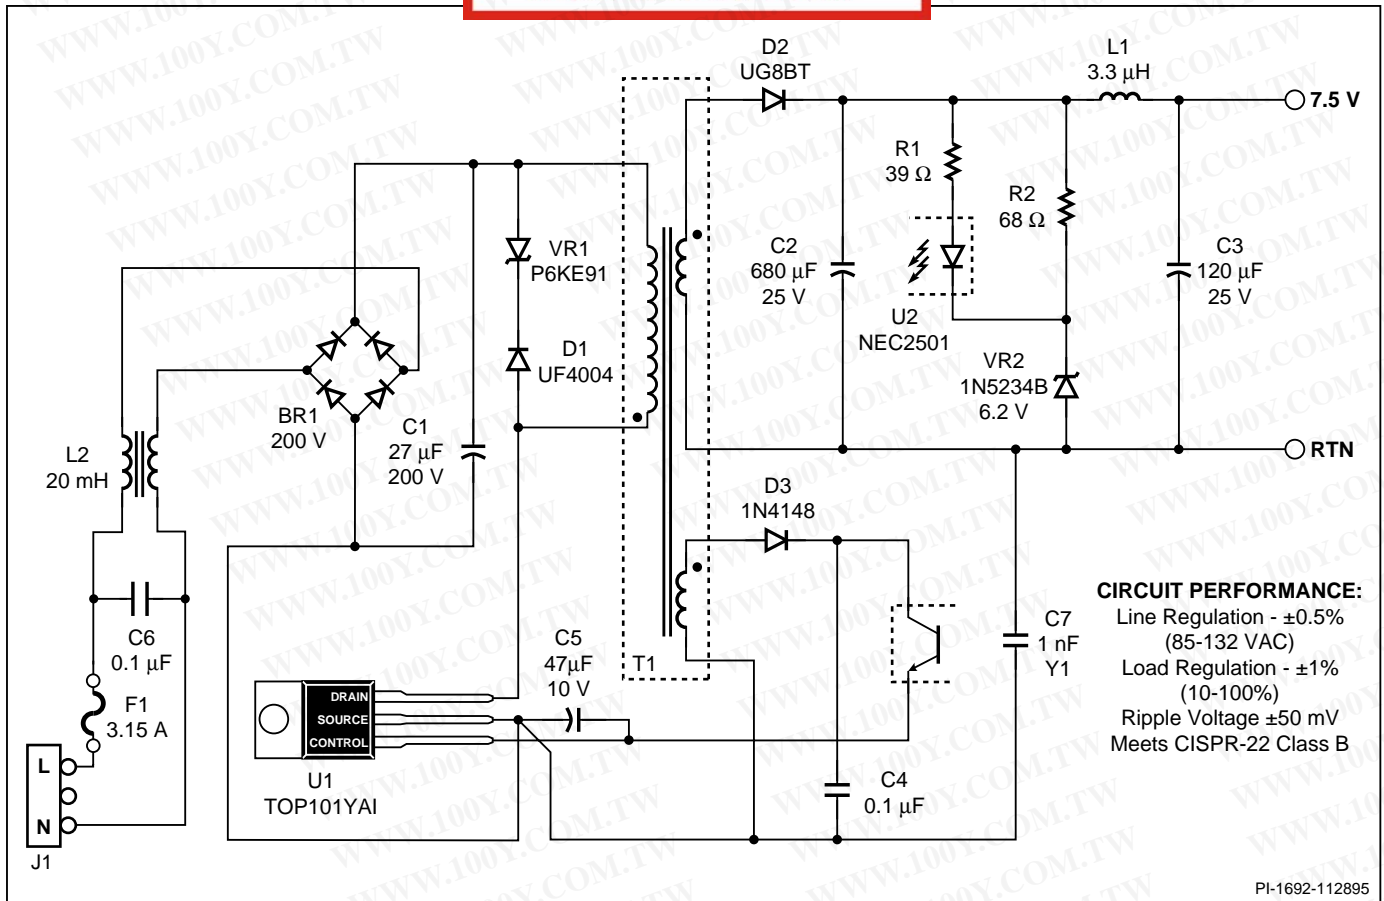 D2
UG8BT
L1
3.3 µH
7.5 V
R1
39 Ω
R2
68 Ω
VR1
P6KE91
C2
680 µF
25 V
C3
120 µF
25 V
U2
NEC2501
D1
UF4004
VR2
1N5234B
6.2 V
BR1
200 V
C1
27 µF
200 V
L2
20 mH
RTN
D3
1N4148
CIRCUIT PERFORMANCE:
Line Regulation - ±0.5%
(85-132 VAC)
Load Regulation - ±1%
(10-100%)
Ripple Voltage ±50 mV
Meets CISPR-22 Class B
C6
0.1 µF
C5
47µF
10 V
T1
C7
1 nF
Y1
F1
3.15 A
DRAIN
SOURCE
CONTROL
L
N
J1
U1
TOP101YAI
C4
0.1 µF
PI-1692-112895
WWW.100Y.COM.TW